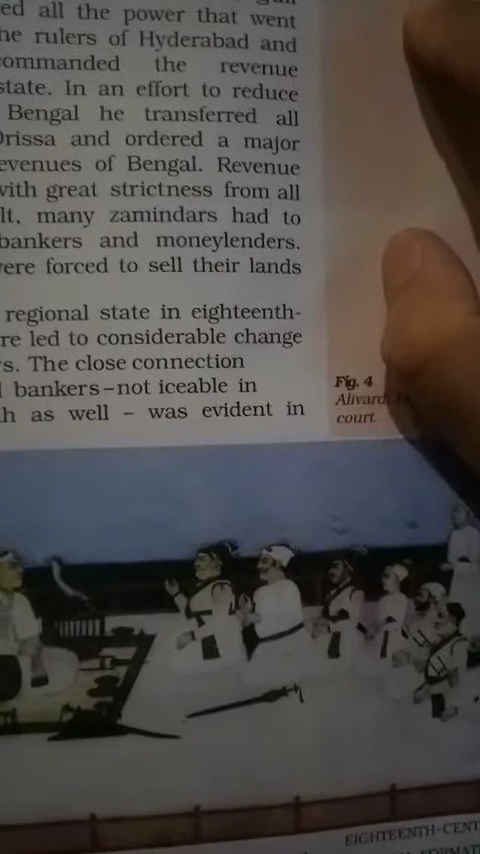 ed all the power that went
he rulers of Hyderabad and
commanded the revenue
state. In an effort to reduce
Bengal he transferred all
Orissa and ordered a major
evenues of Bengal. Revenue
with great strictness from all
lt, many zamindars had to
bankers and moneylenders.
were forced to sell their lands
regional state in eighteenth-
re led to considerable change
rs. The close connection
bankers–not iceable in
h as well – was evident in
Fig. 4
Alivardi
court.
EIGHTEENTH-CENT